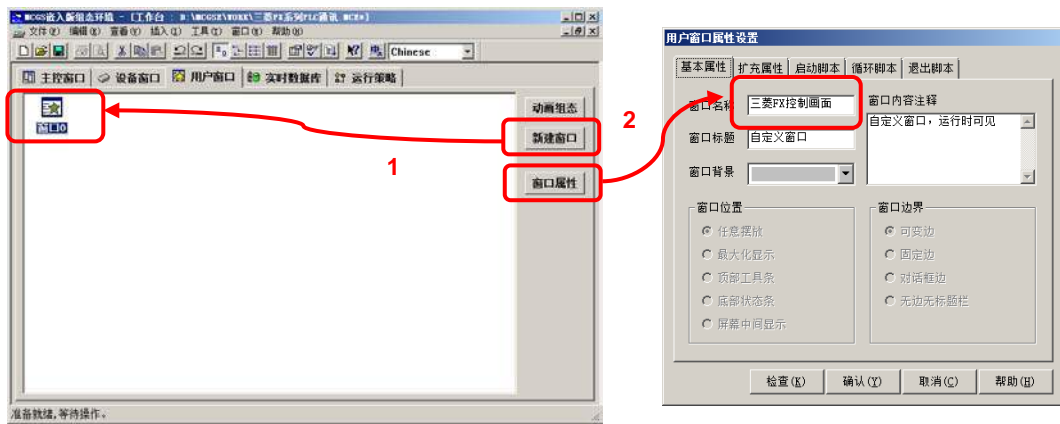 MCGS嵌入版组态环境 - [工作台 : D:\MCGSE\WORK\三菱FX系列PLC通讯.MCE*]
文件(F) 编辑(E) 查看(V) 插入(I) 工具(T) 窗口(W) 帮助(H)
Chinese
主控窗口 设备窗口 用户窗口 实时数据库 运行策略
窗口0
动画组态
新建窗口
窗口属性
1
2
准备就绪,等待操作。
用户窗口属性设置
基本属性 扩充属性 启动脚本 循环脚本 退出脚本
窗口名称 三菱FX控制画面 窗口内容注释
自定义窗口，运行时可见
窗口标题 自定义窗口
窗口背景
窗口位置 窗口边界
任意摆放 可变边
最大化显示 固定边
顶部工具条 对话框边
底部状态条 无边无标题栏
屏幕中间显示
检查(K) 确认(Y) 取消(C) 帮助(H)